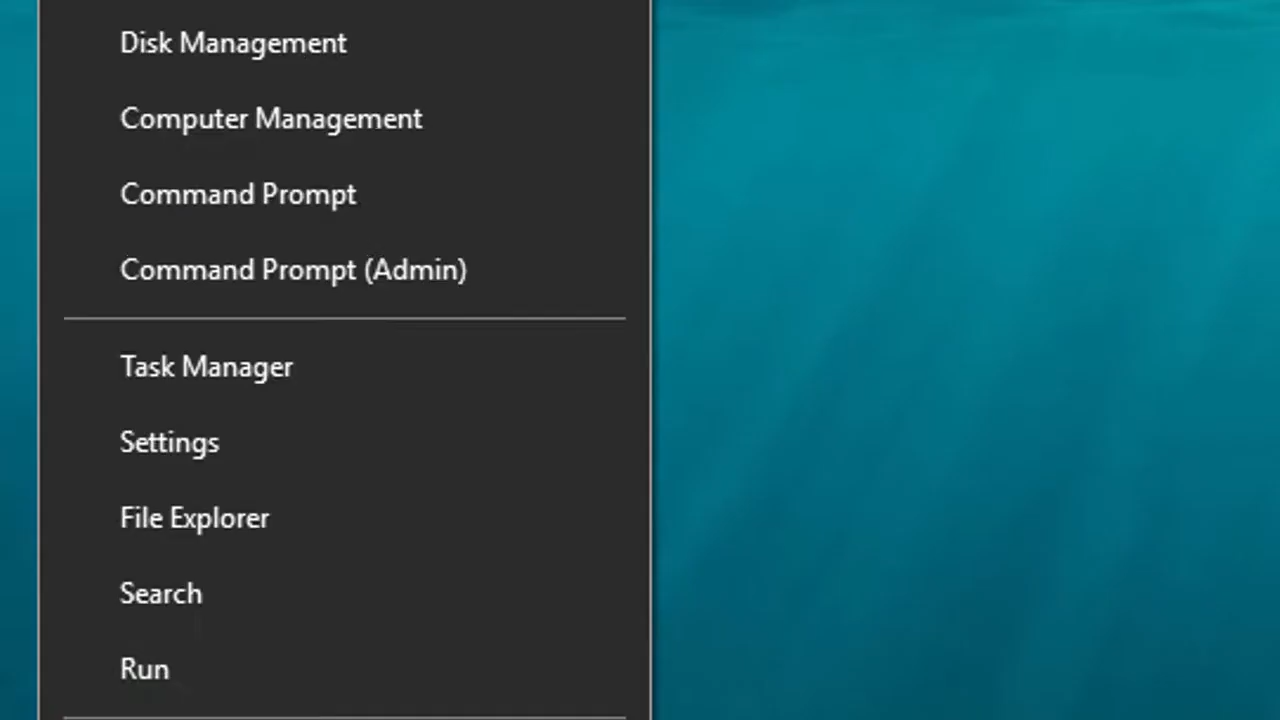 Disk Management
Computer Management
Command Prompt
Command Prompt (Admin)
Task Manager
Settings
File Explorer
Search
Run